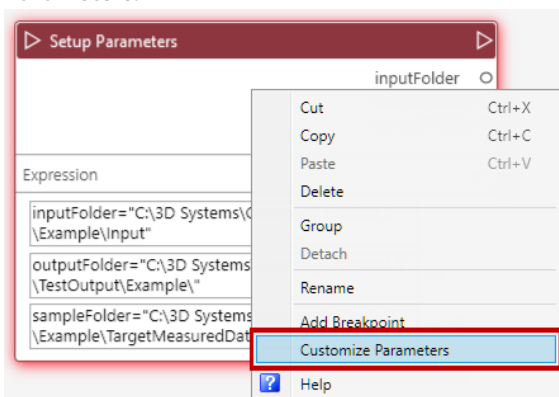 Setup Parameters
inputFolder
Expression
inputFolder="C:\3D Systems\
\Example\Input"
outputFolder="C:\3D Systems
\TestOutput\Example\"
sampleFolder="C:\3D Systems
\Example\TargetMeasuredDat
Cut Ctrl+X
Copy Ctrl+C
Paste Ctrl+V
Delete
Group
Detach
Rename
Add Breakpoint
Customize Parameters
Help